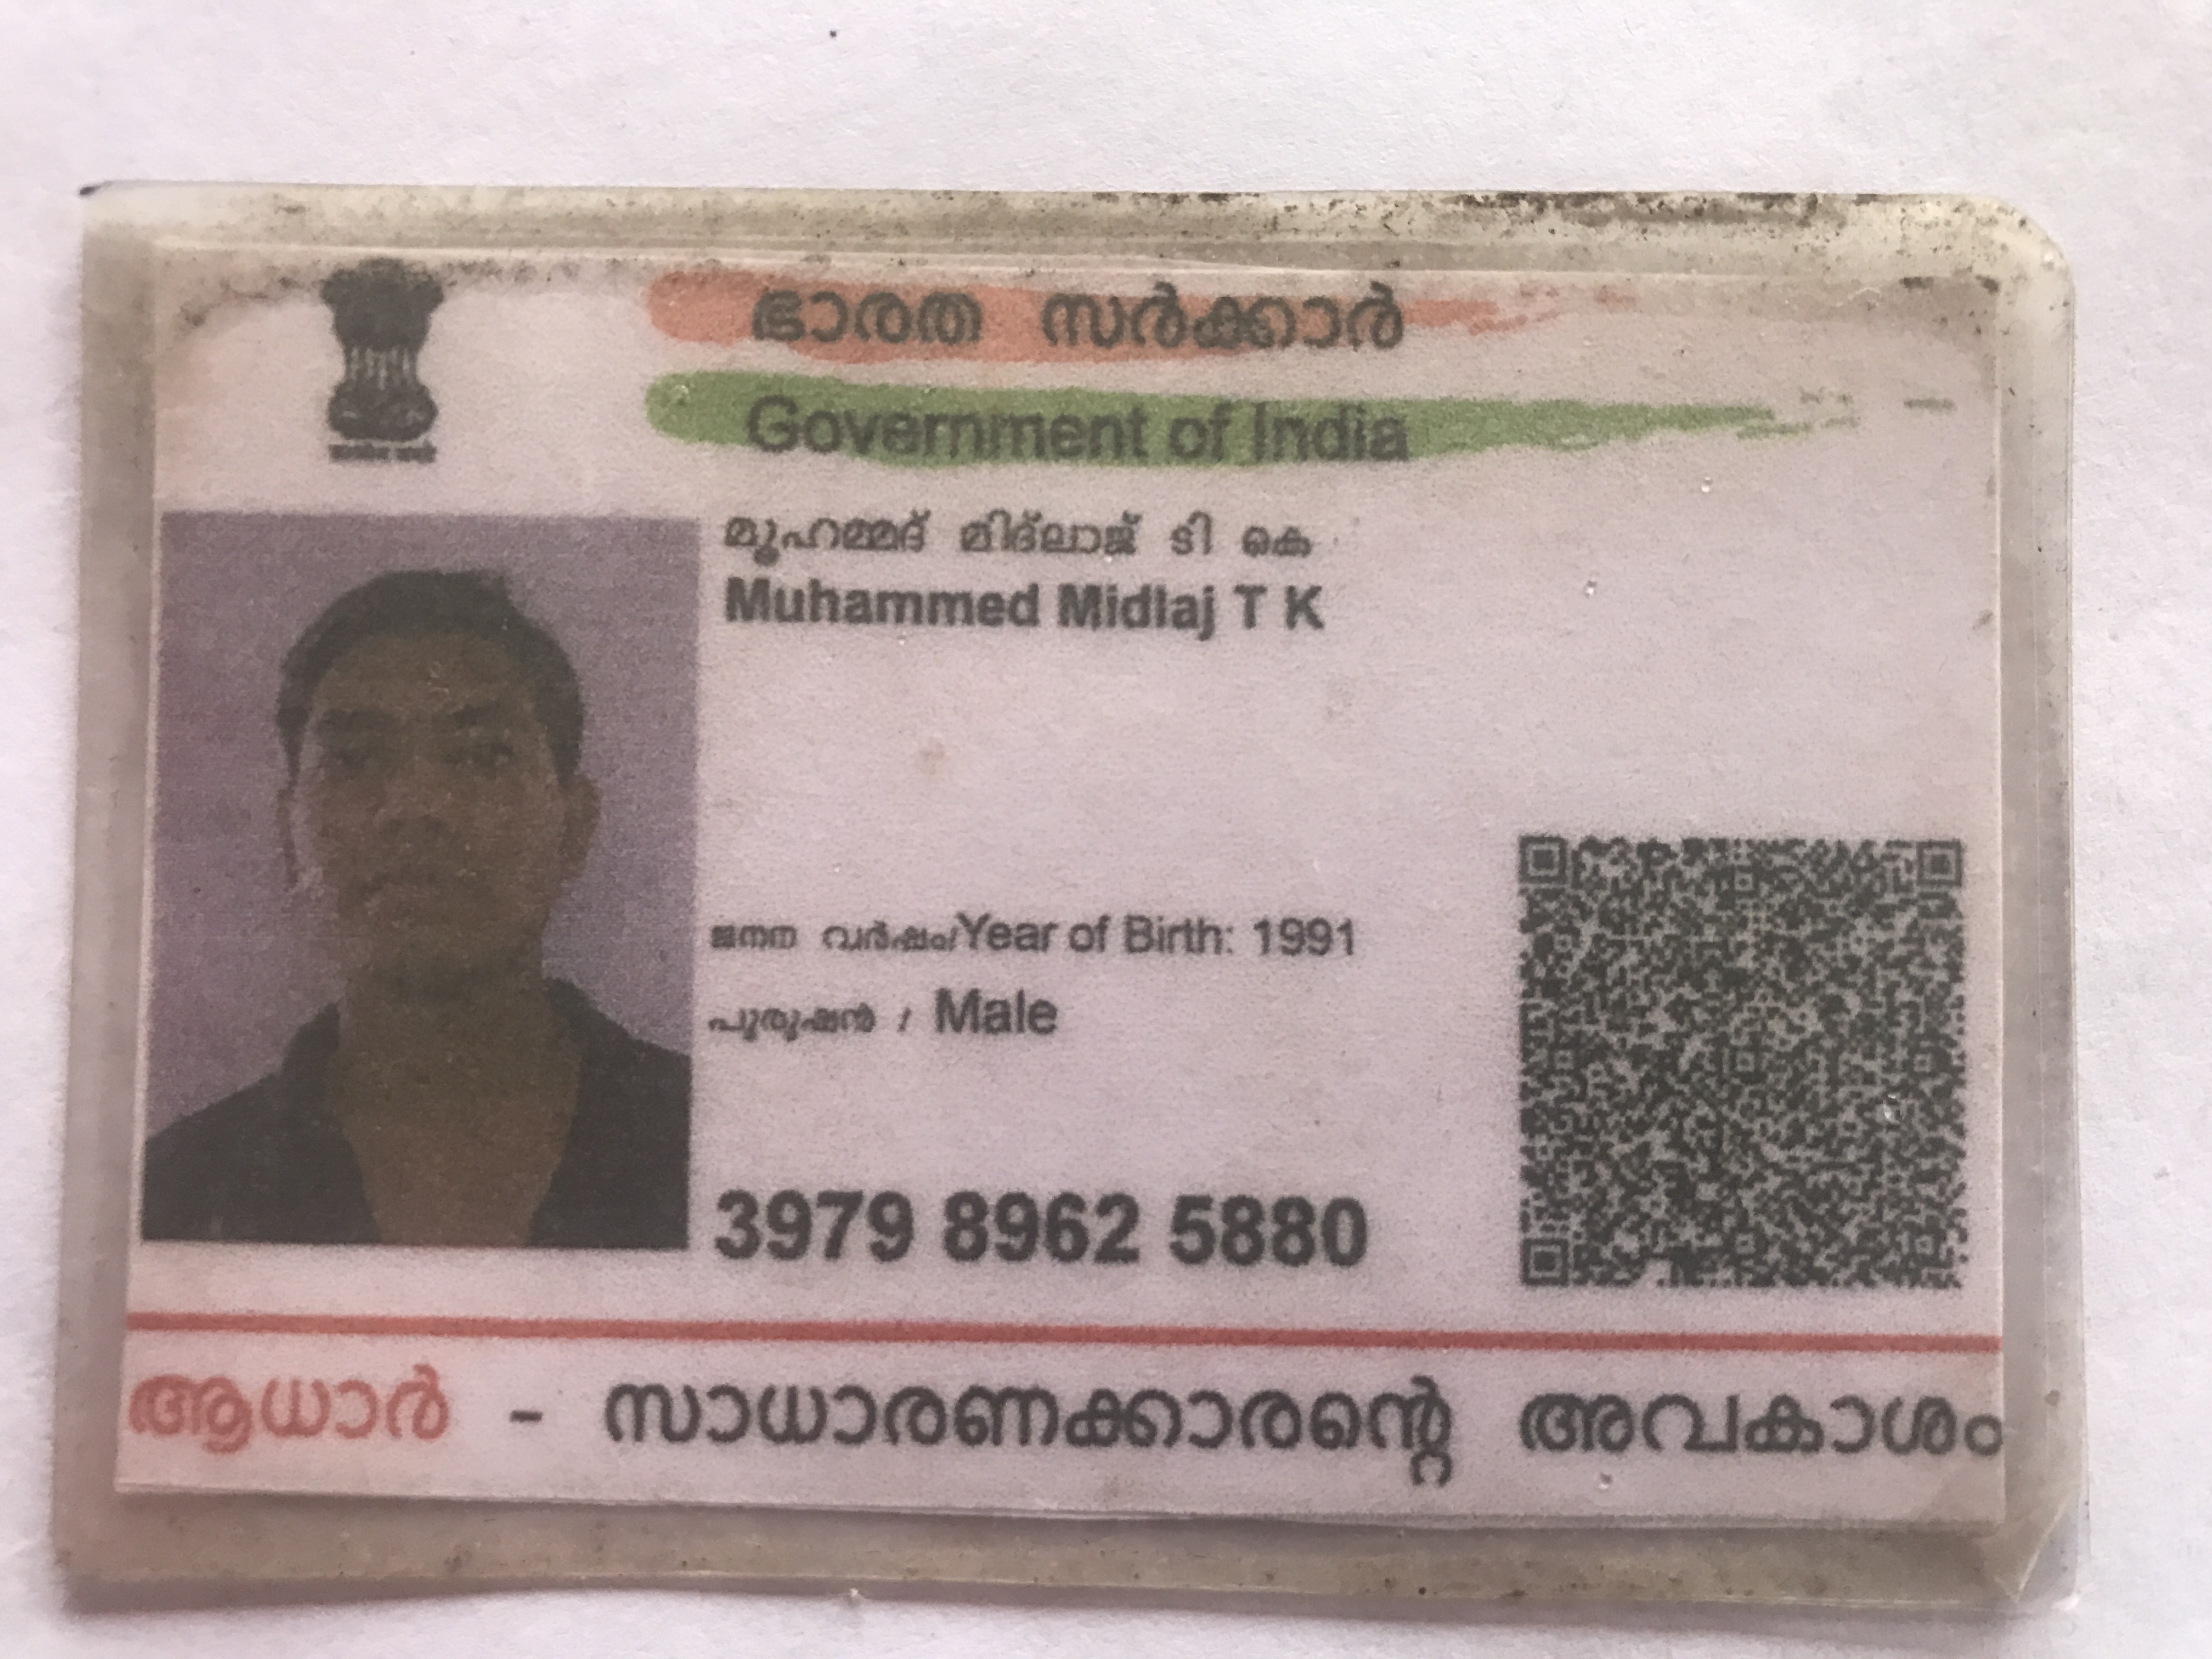 ഭാരത സർക്കാർ
Government of India
മുഹമ്മദ് മിദ്ലാജ് ടി കെ
Muhammed Midlaj T K
ജനന വർഷം/Year of Birth: 1991
പുരുഷൻ / Male
3979 8962 5880
ആധാർ - സാധാരണക്കാരന്റെ അവകാശം